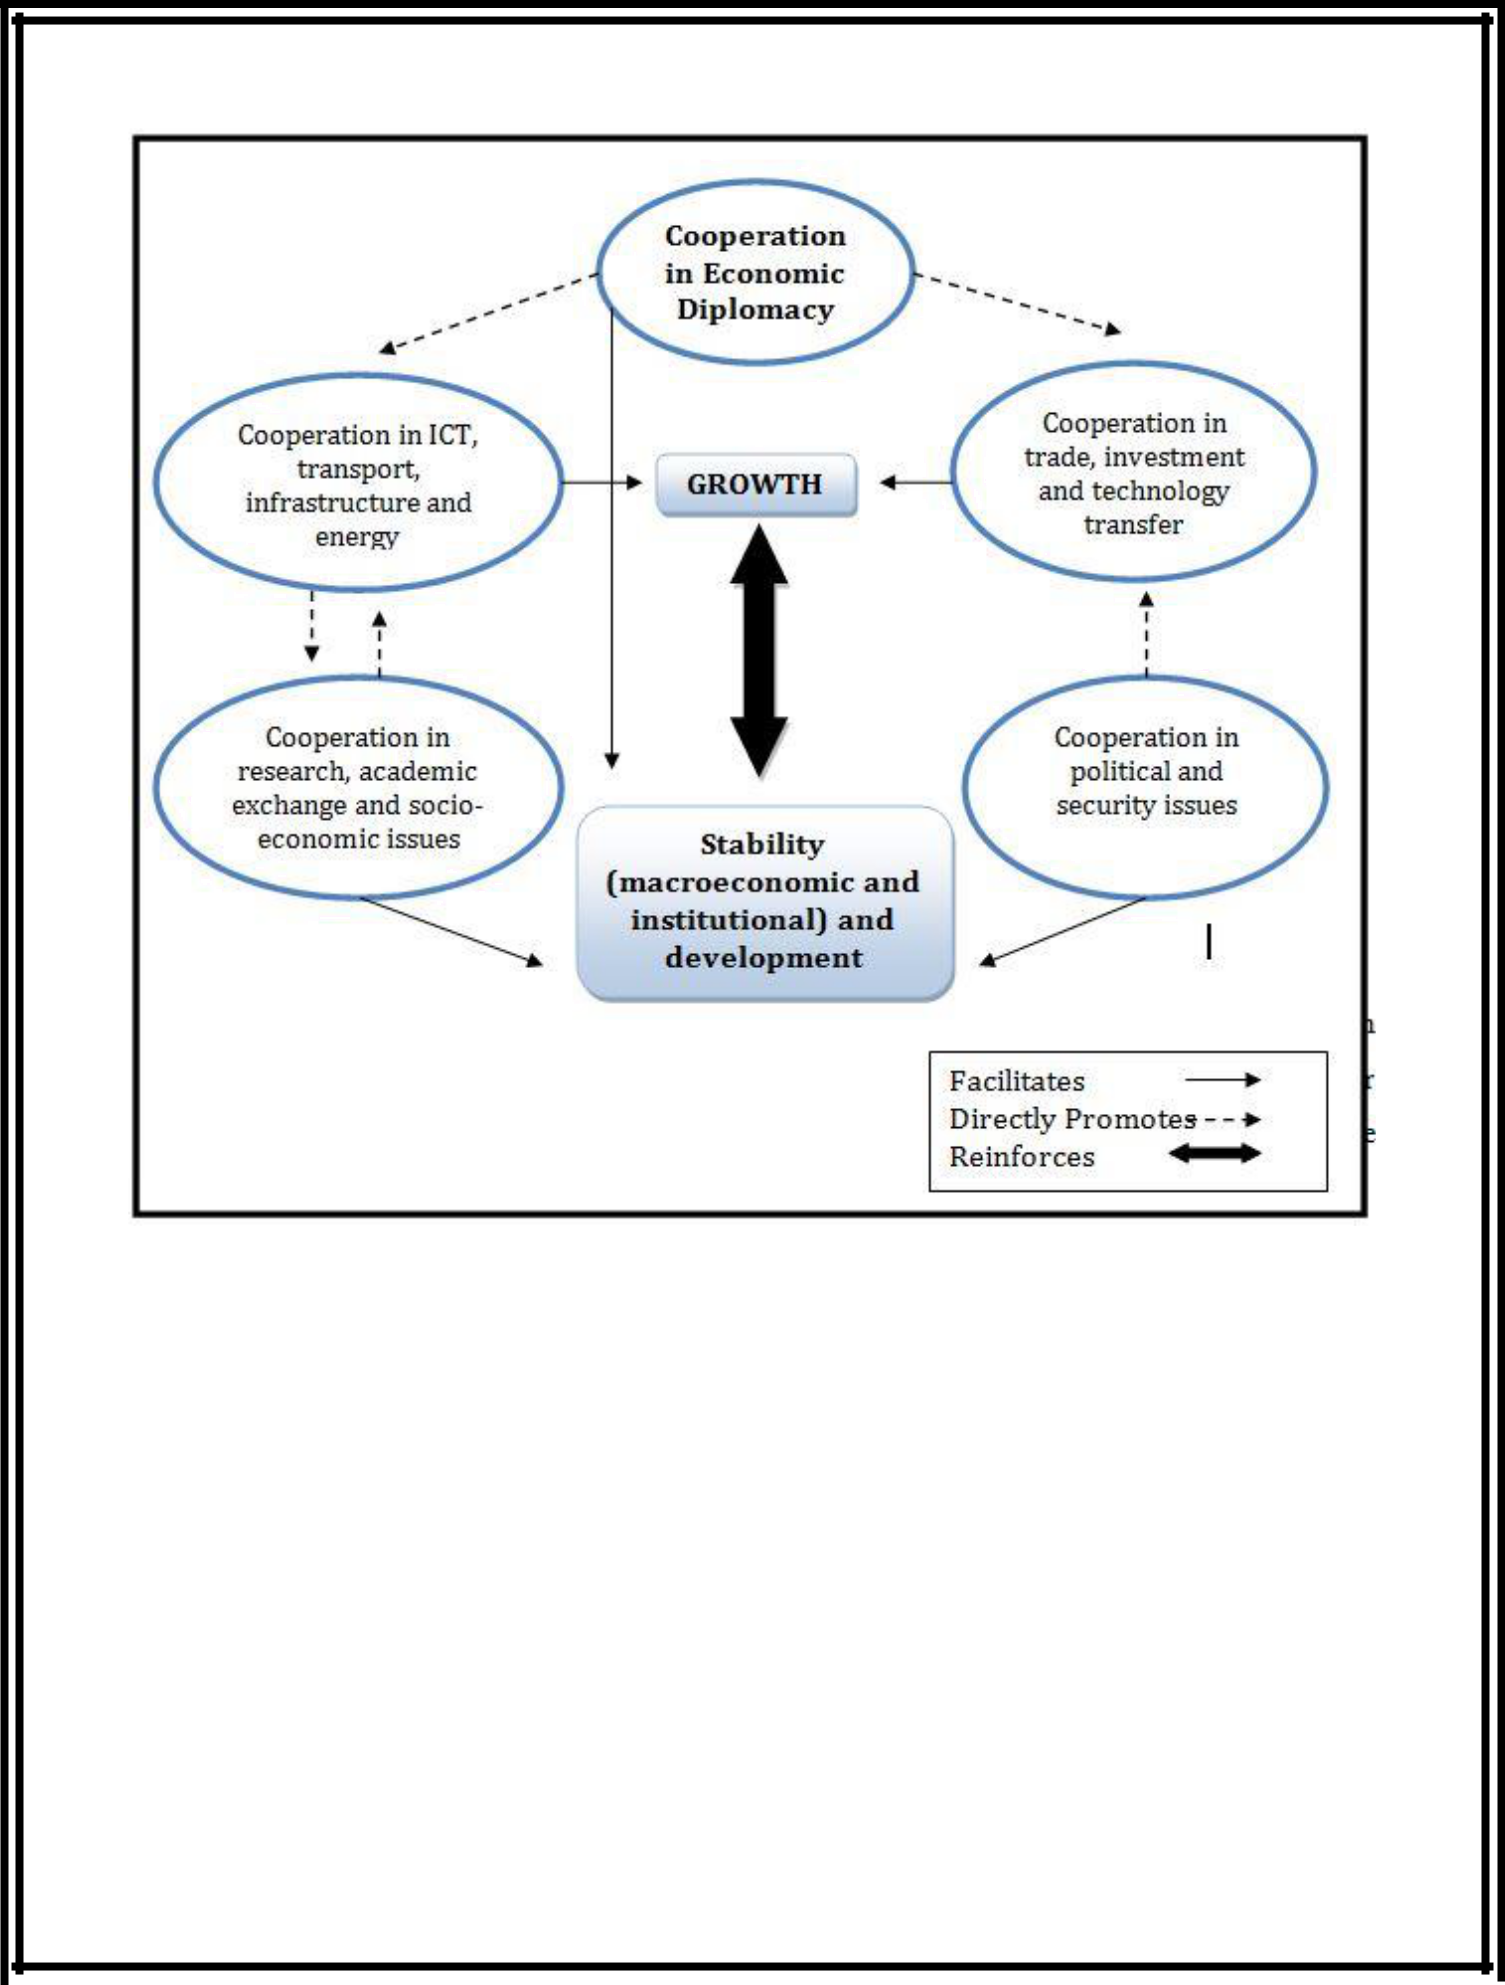 Cooperation
in Economic
Diplomacy
Cooperation in ICT,
transport,
infrastructure and
energy
GROWTH
Cooperation in
trade, investment
and technology
transfer
Cooperation in
research, academic
exchange and socio-
economic issues
Cooperation in
political and
security issues
Stability
(macroeconomic and
institutional) and
development
Facilitates
Directly Promotes
Reinforces